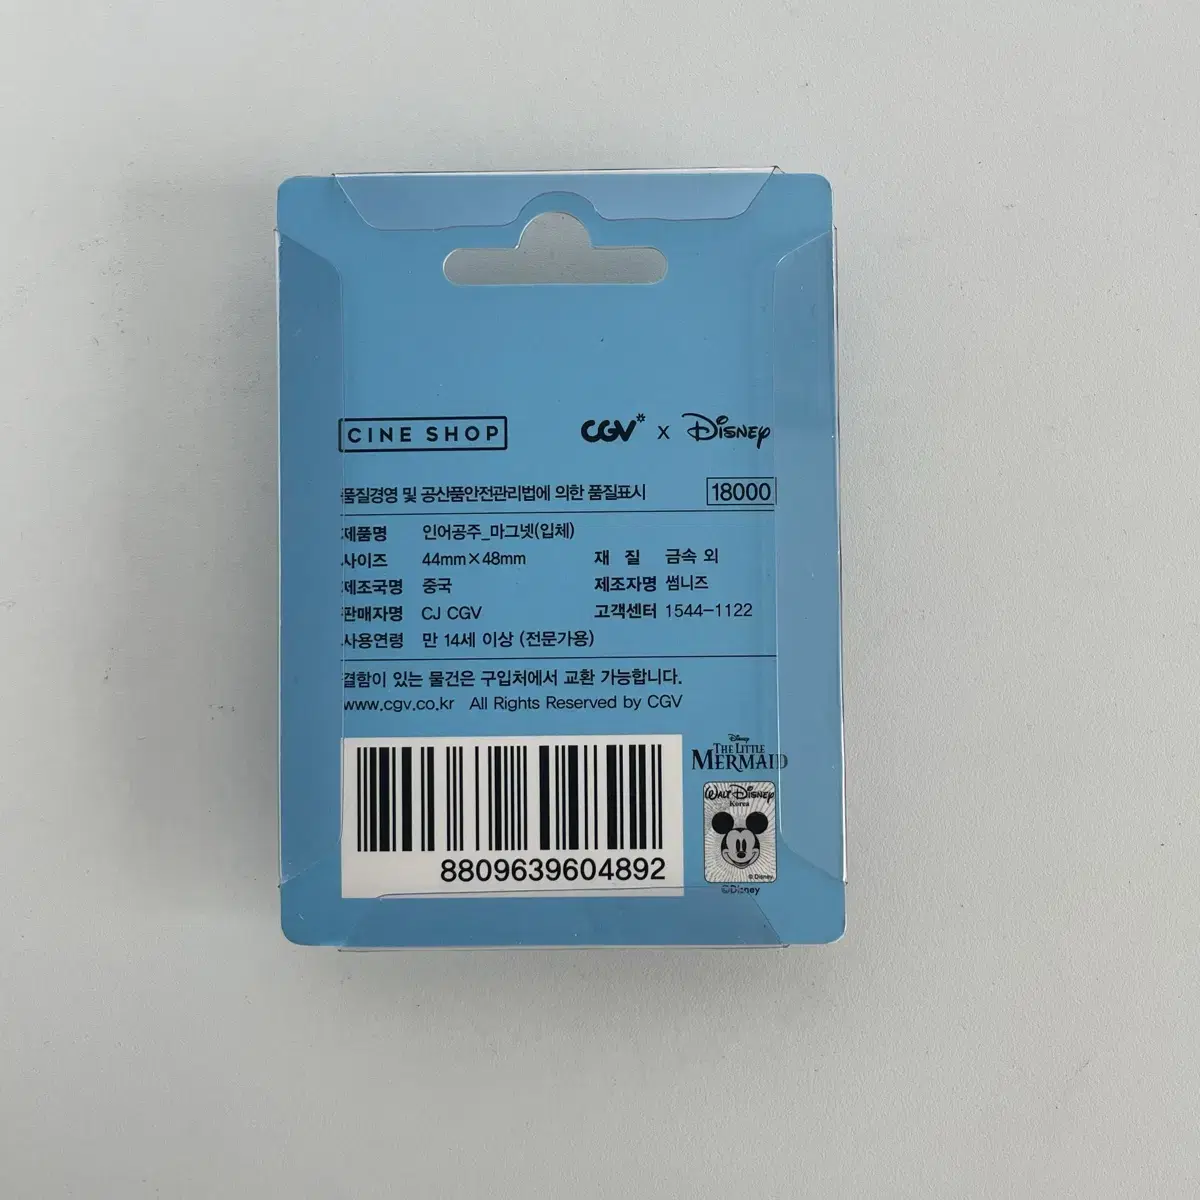 CINE SHOP
CGV* x Disney
품질경영 및 공산품안전관리법에 의한 품질표시 18000
제품명 인어공주_마그넷(입체)
사이즈 44mm×48mm 재 질 금속 외
제조국명 중국 제조자명 썸니즈
판매자명 CJ CGV 고객센터 1544-1122
사용연령 만 14세 이상 (전문가용)
결함이 있는 물건은 구입처에서 교환 가능합니다.
www.cgv.co.kr All Rights Reserved by CGV
Disney
THE LITTLE
MERMAID
WALT DISNEY
Korea
© Disney
©Disney
8809639604892